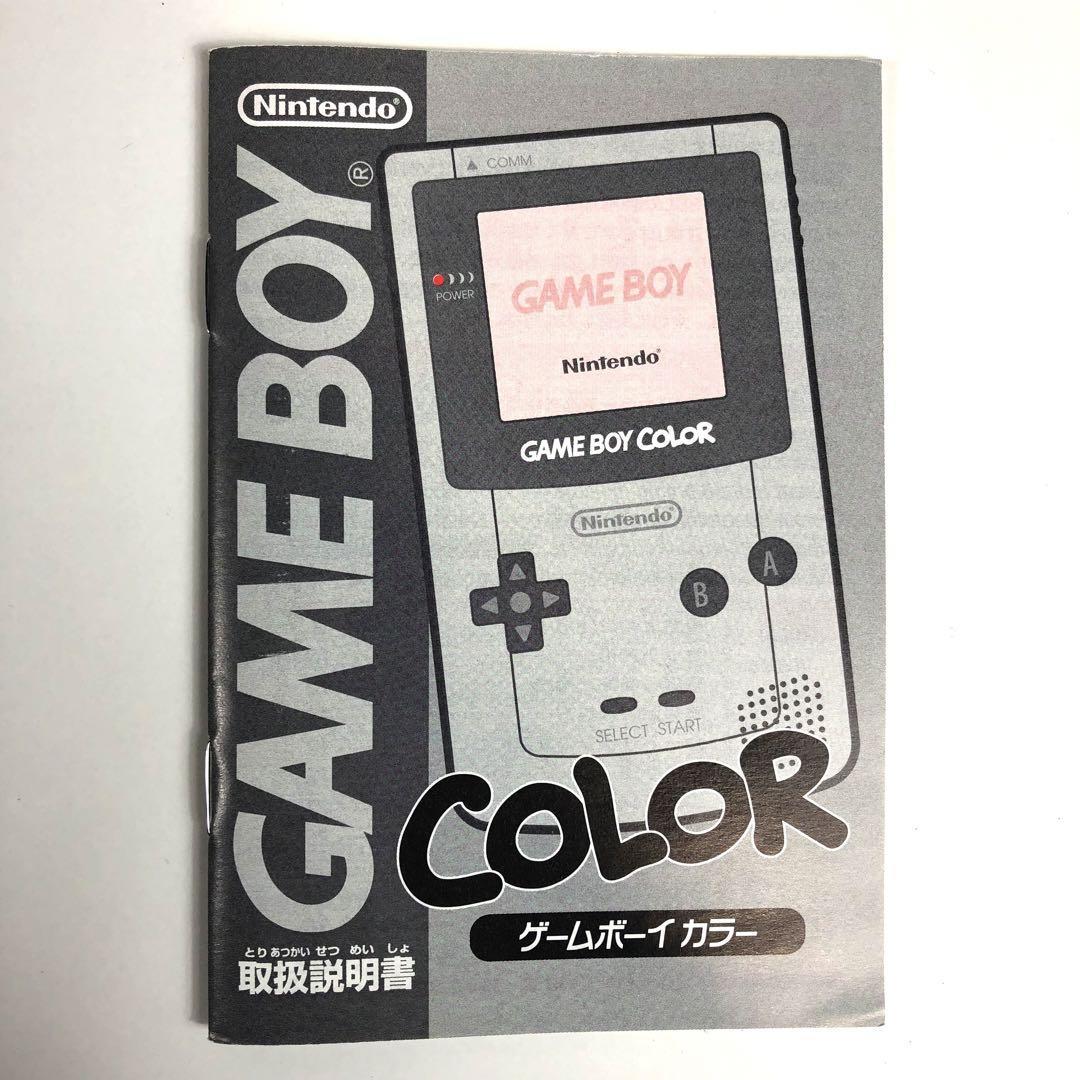 Nintendo®
GAME BOY®
COMM
POWER
GAME BOY
Nintendo®
GAME BOY COLOR
Nintendo®
A
B
SELECT START
COLOR
ゲームボーイ カラー
とり あつかい せつ めい しょ
取扱説明書